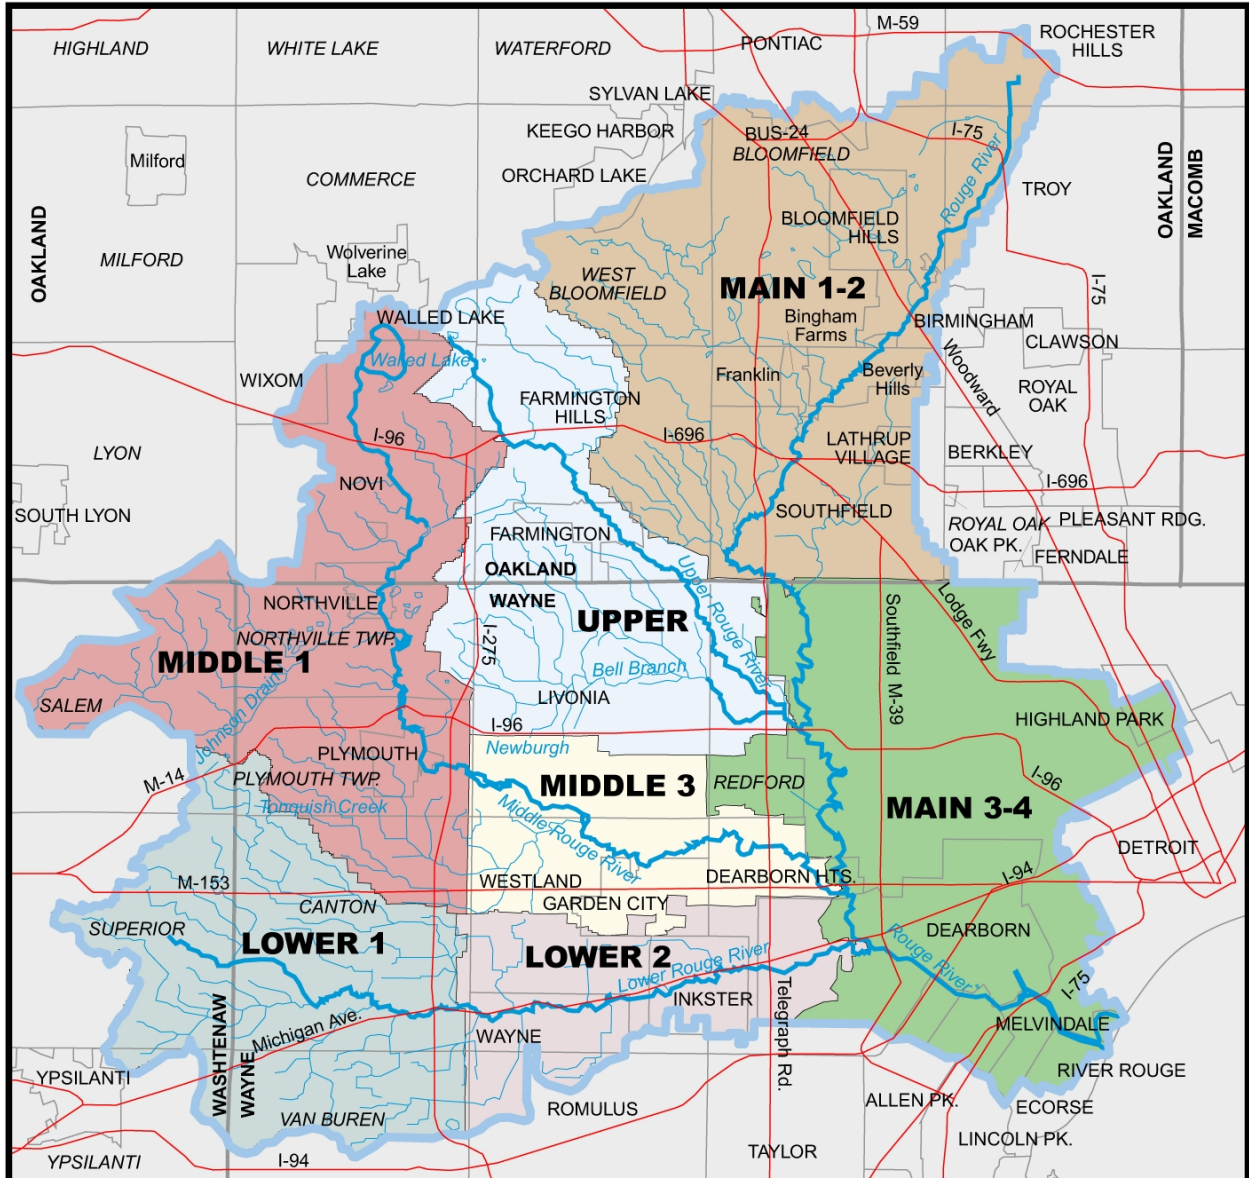 HIGHLAND
WHITE LAKE
WATERFORD
PONTIAC
M-59
ROCHESTER
HILLS
SYLVAN LAKE
KEEGO HARBOR
ORCHARD LAKE
BUS-24
BLOOMFIELD
I-75
Rouge River
TROY
OAKLAND
MACOMB
Milford
COMMERCE
OAKLAND
MILFORD
Wolverine
Lake
BLOOMFIELD
HILLS
WEST
BLOOMFIELD
MAIN 1-2
Bingham
Farms
I-75
WALLED LAKE
Walled Lake
BIRMINGHAM
CLAWSON
WIXOM
Franklin
Beverly
Hills
Woodward
ROYAL
OAK
FARMINGTON
HILLS
I-96
I-696
LATHRUP
VILLAGE
BERKLEY
LYON
NOVI
I-696
SOUTH LYON
SOUTHFIELD
ROYAL OAK
OAK PK.
PLEASANT RDG.
FERNDALE
FARMINGTON
OAKLAND
WAYNE
Upper Rouge River
UPPER
NORTHVILLE
NORTHVILLE TWP.
MIDDLE 1
I-275
Southfield M-39
Lodge Fwy
Bell Branch
LIVONIA
SALEM
Johnson Drain
I-96
HIGHLAND PARK
Newburgh
PLYMOUTH
PLYMOUTH TWP.
M-14
MIDDLE 3
REDFORD
I-96
MAIN 3-4
Tonquish Creek
Middle Rouge River
DETROIT
M-153
WESTLAND
DEARBORN HTS.
I-94
GARDEN CITY
CANTON
SUPERIOR
LOWER 1
LOWER 2
Lower Rouge River
DEARBORN
Rouge River
INKSTER
Telegraph Rd.
I-75
WASHTENAW
WAYNE
Michigan Ave.
WAYNE
MELVINDALE
YPSILANTI
RIVER ROUGE
VAN BUREN
ROMULUS
ALLEN PK.
ECORSE
LINCOLN PK.
YPSILANTI
I-94
TAYLOR